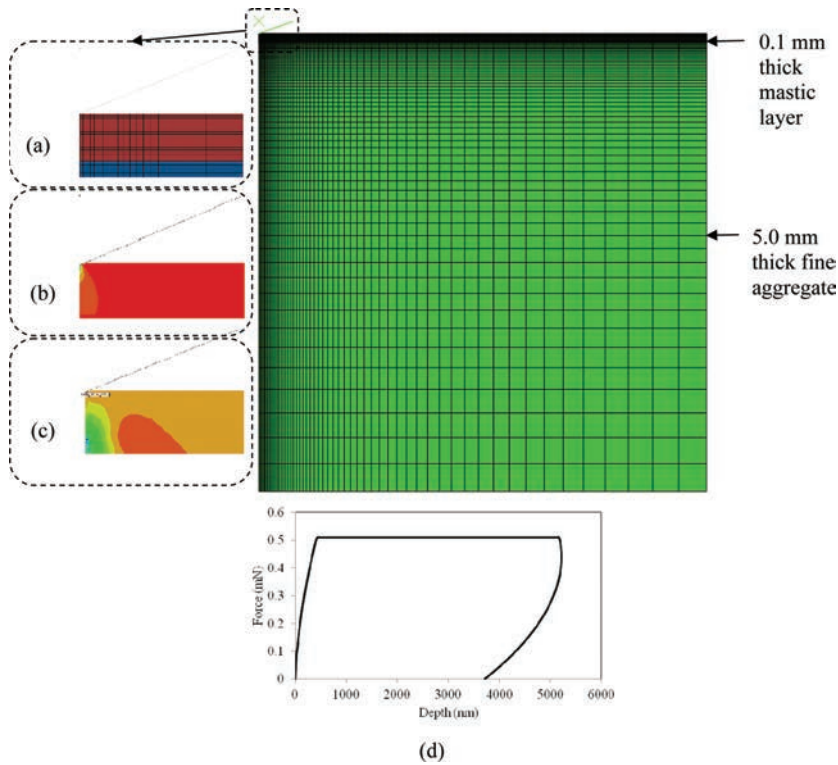 0.1 mm
thick
mastic
layer
(a)
(b)
5.0 mm
thick fine
aggregate
(c)
0.6
0.5
0.4
0.3
0.2
0.1
0
Force (mN)
0 1000 2000 3000 4000 5000 6000
Depth (nm)
(d)